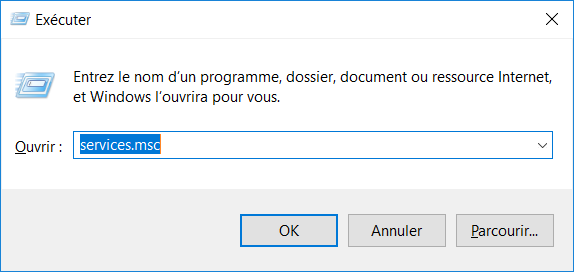 Exécuter
Entrez le nom d'un programme, dossier, document ou ressource Internet,
et Windows l'ouvrira pour vous.
Ouvrir : services.msc
OK Annuler Parcourir...